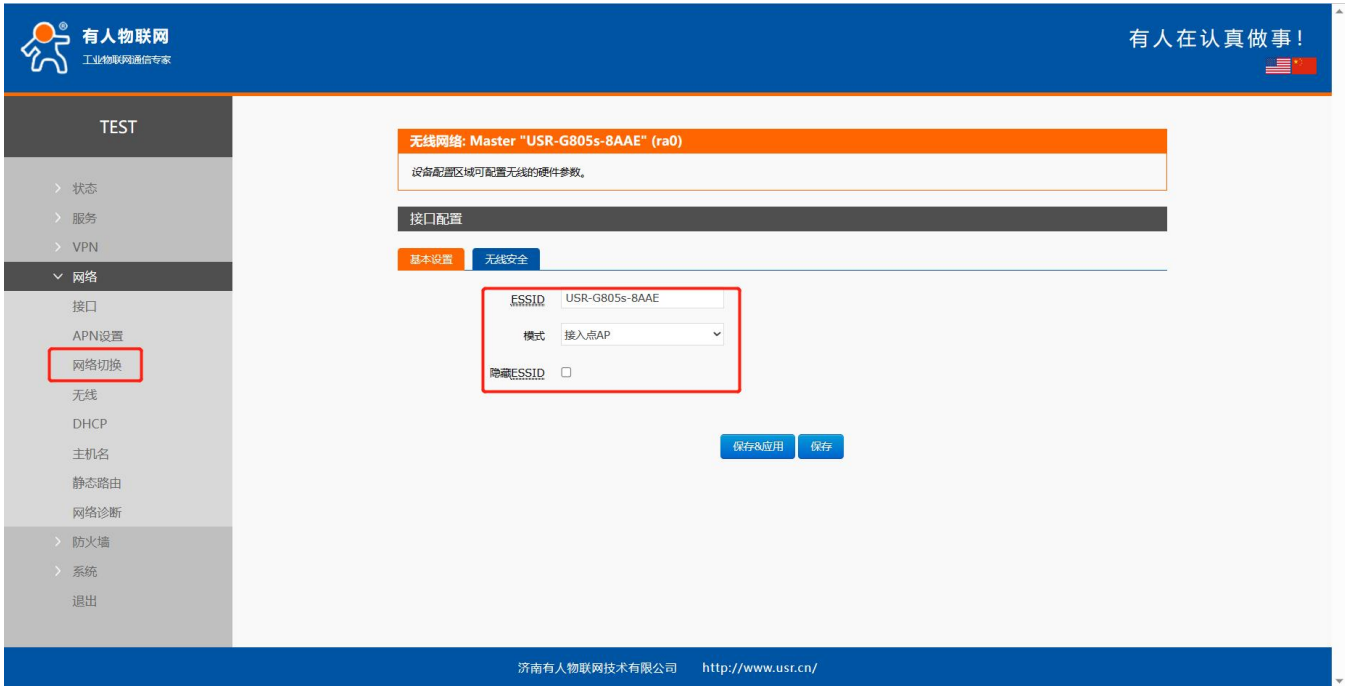 有人物联网
工业物联网通信专家
有人在认真做事！
TEST
状态
服务
VPN
网络
接口
APN设置
网络切换
无线
DHCP
主机名
静态路由
网络诊断
防火墙
系统
退出
无线网络: Master "USR-G805s-8AAE" (ra0)
设备配置区域可配置无线的硬件参数。
接口配置
基本设置 无线安全
ESSID USR-G805s-8AAE
模式 接入点AP
隐藏ESSID
保存&应用 保存
济南有人物联网技术有限公司 http://www.usr.cn/